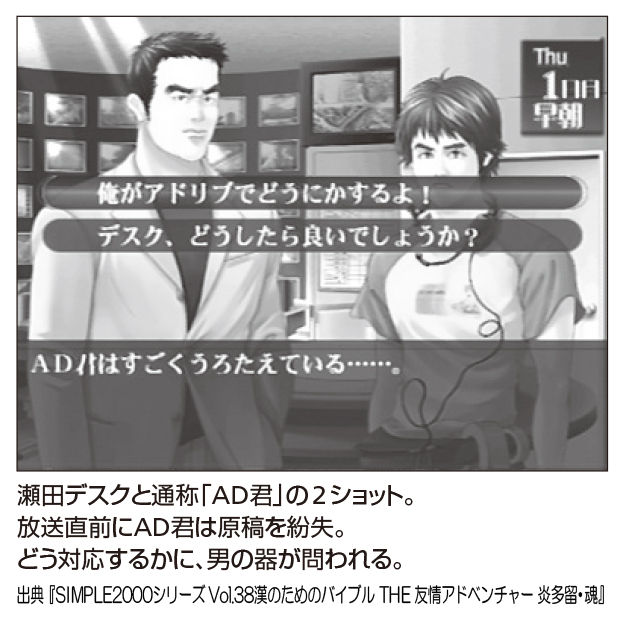 Thu
1日目
早朝
俺がアドリブでどうにかするよ！
デスク、どうしたら良いでしょうか？
ＡＤ君はすごくうろたえている……。
瀬田デスクと通称「ＡＤ君」の２ショット。
放送直前にAD君は原稿を紛失。
どう対応するかに、男の器が問われる。
出典『SIMPLE2000シリーズ Vol.38漢のためのバイブル THE 友情アドベンチャー 炎多留・魂』